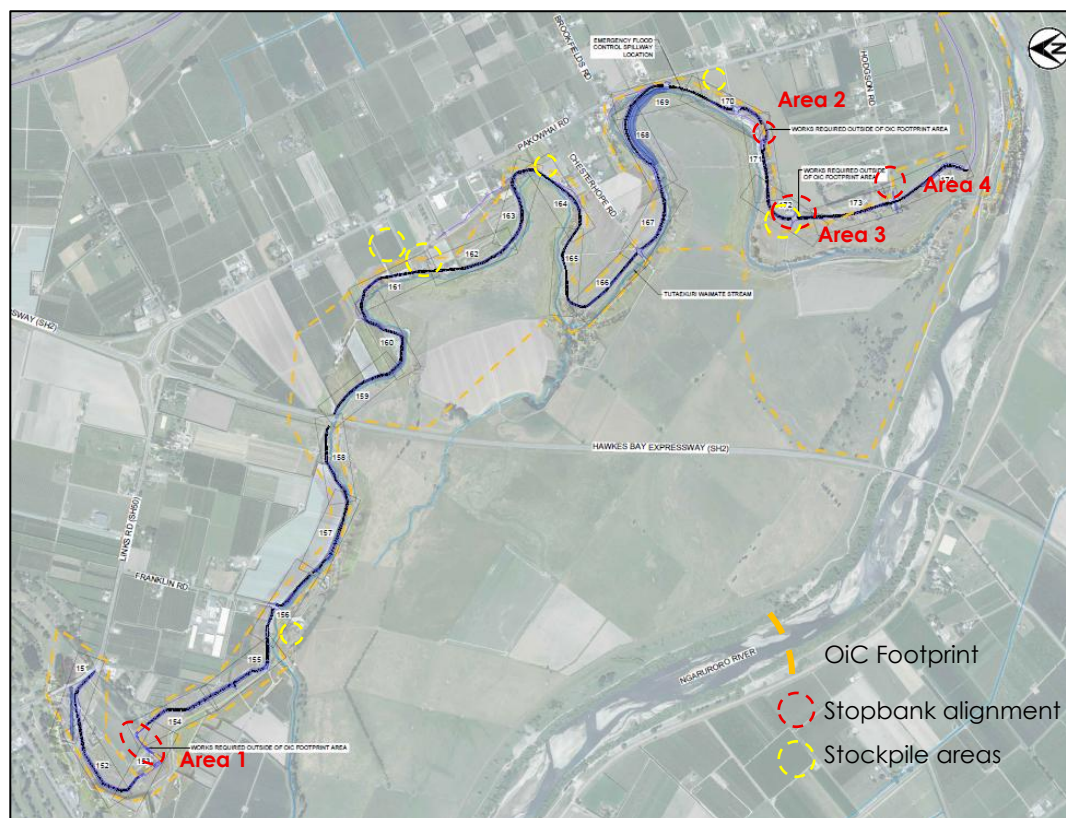 N
BROOKFIELDS RD
EMERGENCY FLOOD
CONTROL SPILLWAY
LOCATION
HODGSON RD
169
170
Area 2
WORKS REQUIRED OUTSIDE OF OIC FOOTPRINT AREA
PAKOWHAI RD
168
171
CHESTERHOPE RD
WORKS REQUIRED OUTSIDE
OF OIC FOOTPRINT AREA
Area 4
163
164
172
173
174
Area 3
167
162
165
166
TUTAEKURI WAIMATE STREAM
161
SWAY (SH2)
160
159
HAWKES BAY EXPRESSWAY (SH2)
158
LINKS RD (SH50)
157
FRANKLIN RD
156
155
NGARURORO RIVER
OiC Footprint
154
Stopbank alignment
WORKS REQUIRED OUTSIDE OF OIC FOOTPRINT AREA
Area 1
153
152
Stockpile areas